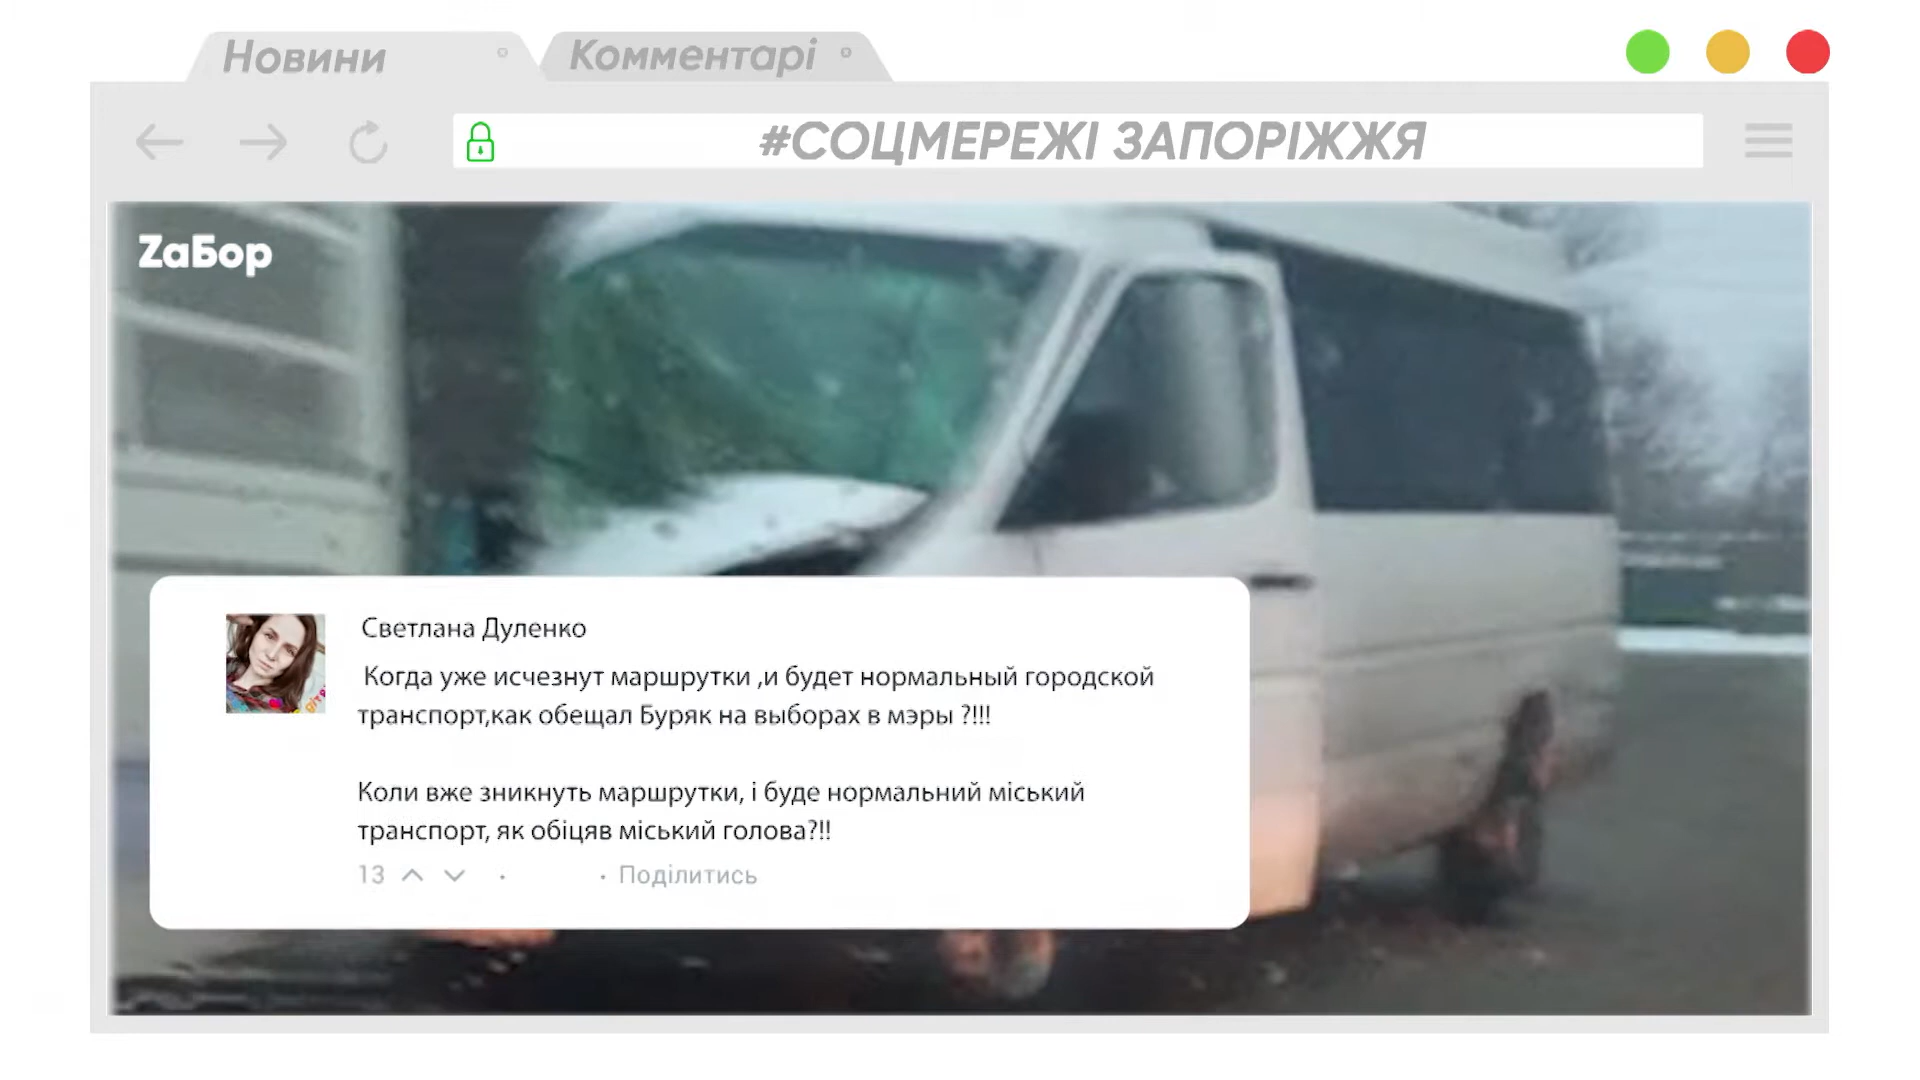 Новини
Комментарі
#СОЦМЕРЕЖІ ЗАПОРІЖЖЯ
ZаБор
Светлана Дуленко
Когда уже исчезнут маршрутки ,и будет нормальный городской
транспорт,как обещал Буряк на выборах в мэры ?!!!
Коли вже зникнуть маршрутки, і буде нормальний міський
транспорт, як обіцяв міський голова?!!
13 · · Поділитись